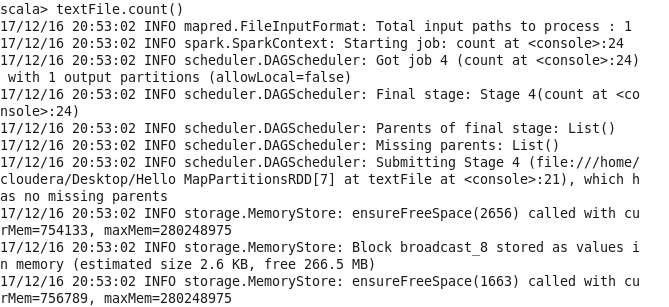 scala> textFile.count()
17/12/16 20:53:02 INFO mapred.FileInputFormat: Total input paths to process : 1
17/12/16 20:53:02 INFO spark.SparkContext: Starting job: count at <console>:24
17/12/16 20:53:02 INFO scheduler.DAGScheduler: Got job 4 (count at <console>:24)
 with 1 output partitions (allowLocal=false)
17/12/16 20:53:02 INFO scheduler.DAGScheduler: Final stage: Stage 4(count at <co
nsole>:24)
17/12/16 20:53:02 INFO scheduler.DAGScheduler: Parents of final stage: List()
17/12/16 20:53:02 INFO scheduler.DAGScheduler: Missing parents: List()
17/12/16 20:53:02 INFO scheduler.DAGScheduler: Submitting Stage 4 (file:///home/
cloudera/Desktop/Hello MapPartitionsRDD[7] at textFile at <console>:21), which h
as no missing parents
17/12/16 20:53:02 INFO storage.MemoryStore: ensureFreeSpace(2656) called with cu
rMem=754133, maxMem=280248975
17/12/16 20:53:02 INFO storage.MemoryStore: Block broadcast_8 stored as values i
n memory (estimated size 2.6 KB, free 266.5 MB)
17/12/16 20:53:02 INFO storage.MemoryStore: ensureFreeSpace(1663) called with cu
rMem=756789, maxMem=280248975